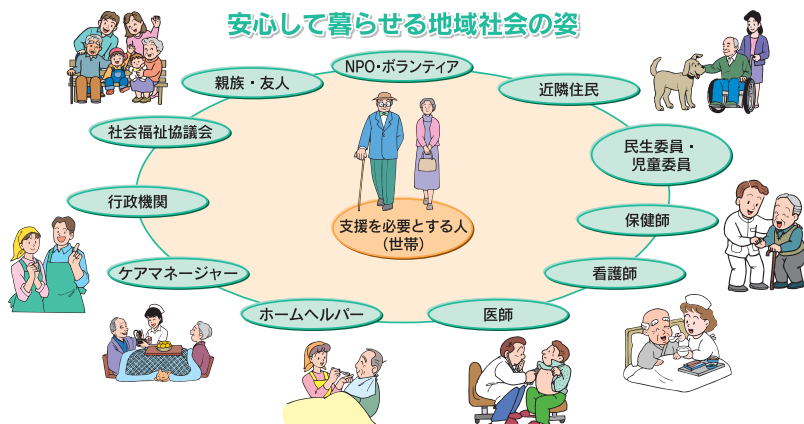 安心して暮らせる地域社会の姿
NPO・ボランティア
親族・友人
近隣住民
社会福祉協議会
民生委員・
児童委員
行政機関
保健師
支援を必要とする人
（世帯）
ケアマネージャー
看護師
ホームヘルパー
医師